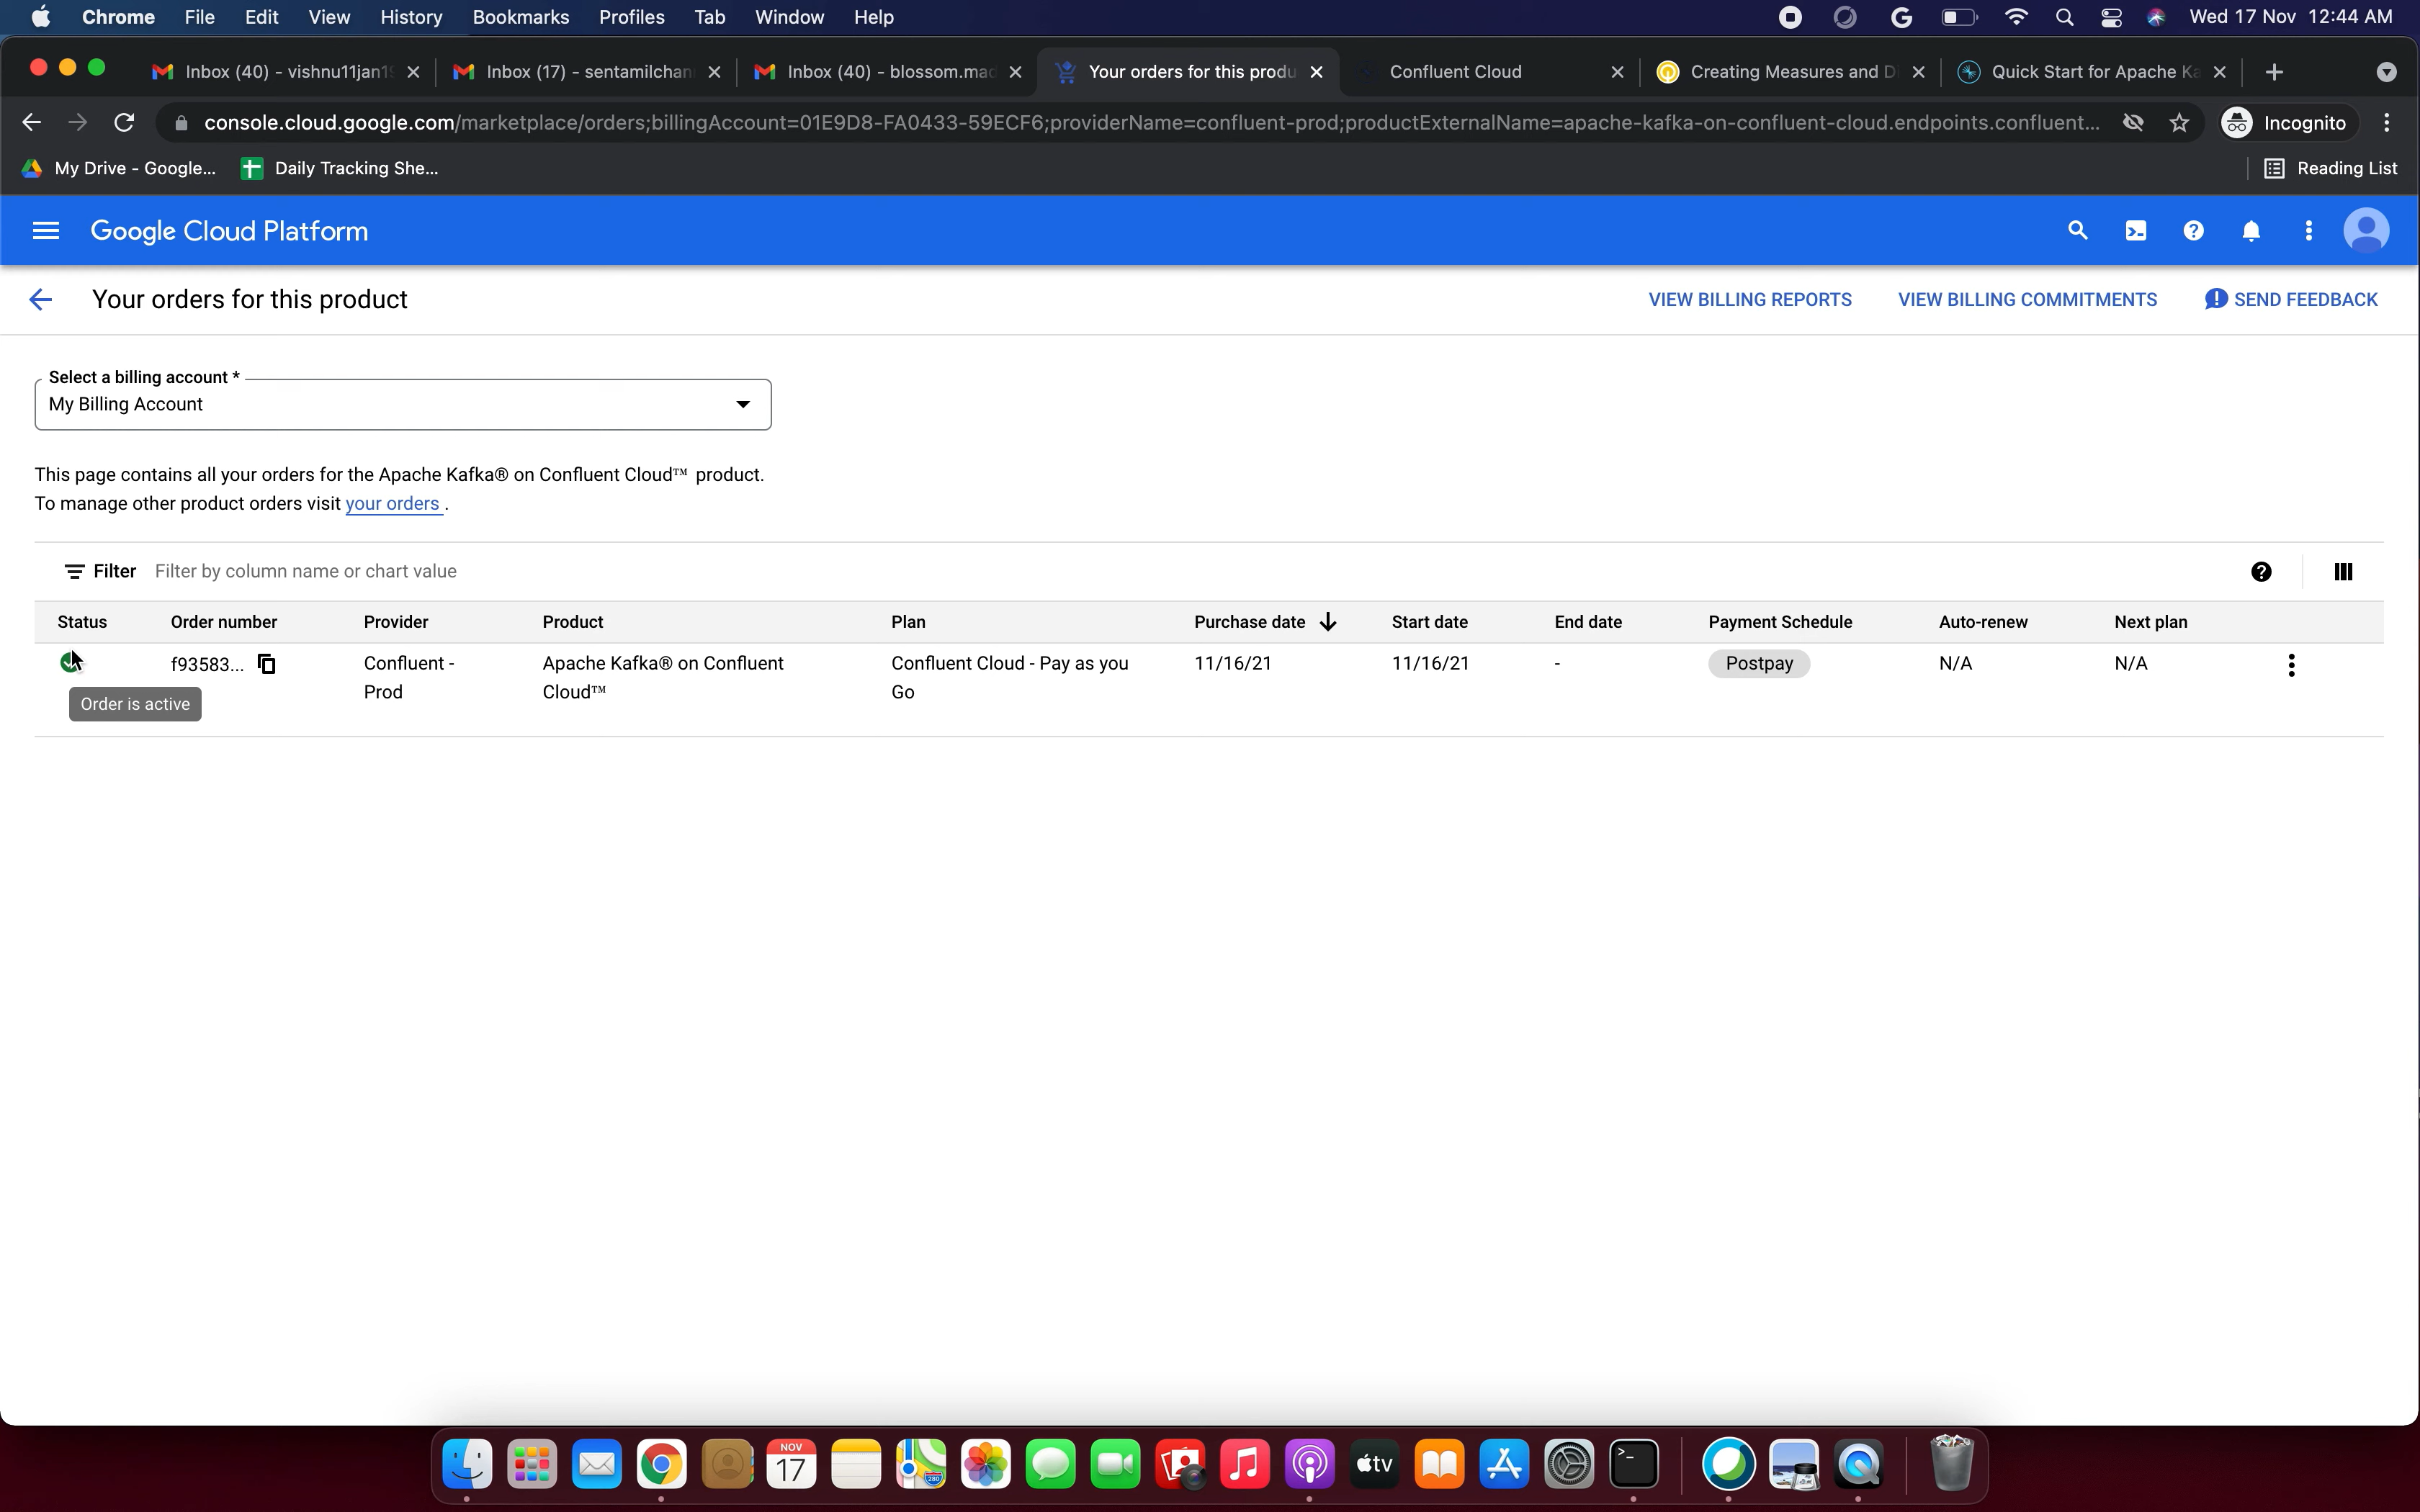 Chrome File Edit View History Bookmarks Profiles Tab Window Help Wed 17 Nov 12:44 AM
Inbox (40) - vishnu11jan19 Inbox (17) - sentamilchan Inbox (40) - blossom.mad Your orders for this produ Confluent Cloud Creating Measures and Di Quick Start for Apache Ka
console.cloud.google.com/marketplace/orders;billingAccount=01E9D8-FA0433-59ECF6;providerName=confluent-prod;productExternalName=apache-kafka-on-confluent-cloud.endpoints.confluent... Incognito
My Drive - Google... Daily Tracking She... Reading List
Google Cloud Platform
Your orders for this product VIEW BILLING REPORTS VIEW BILLING COMMITMENTS SEND FEEDBACK
Select a billing account *
My Billing Account
This page contains all your orders for the Apache Kafka® on Confluent Cloud™ product.
To manage other product orders visit your orders .
Filter Filter by column name or chart value
Status Order number Provider Product Plan Purchase date Start date End date Payment Schedule Auto-renew Next plan
f93583... Confluent - Apache Kafka® on Confluent Confluent Cloud - Pay as you 11/16/21 11/16/21 - Postpay N/A N/A
Prod Cloud™ Go
Order is active
NOV
17
tv
280